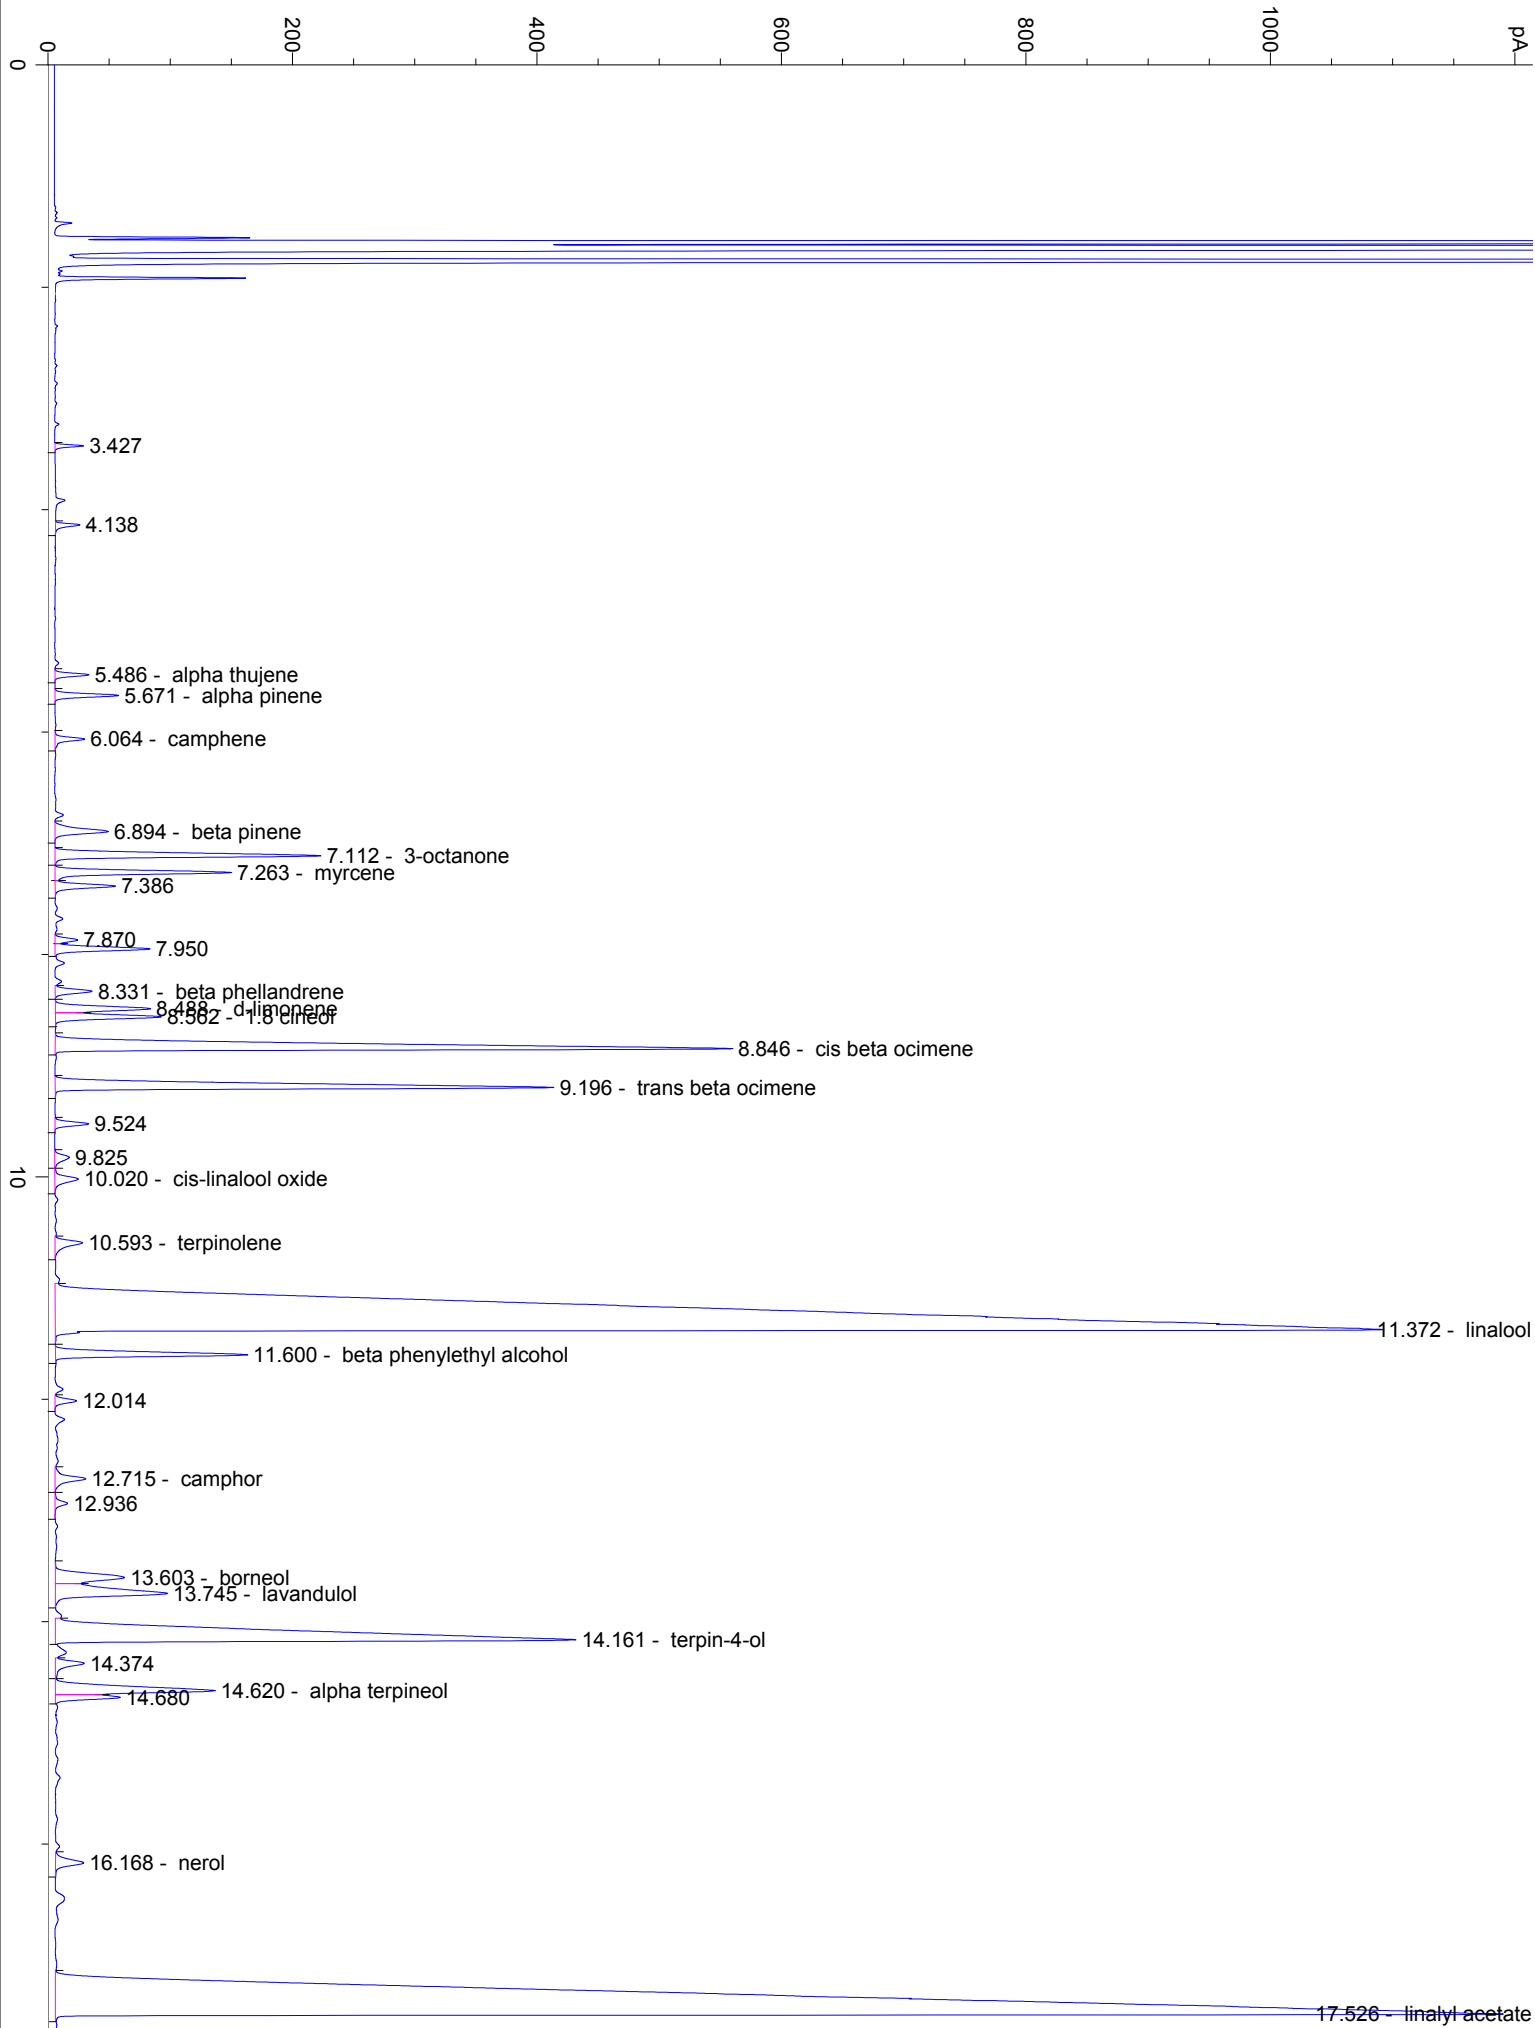 pA
0
200
400
600
800
1000
0
3.427
4.138
5.486 - alpha thujene
5.671 - alpha pinene
6.064 - camphene
6.894 - beta pinene
7.112 - 3-octanone
7.263 - myrcene
7.386
7.870
7.950
8.331 - beta phellandrene
8.488 - d-limonene
8.562 - 1.8 cineol
8.846 - cis beta ocimene
9.196 - trans beta ocimene
9.524
9.825
10
10.020 - cis-linalool oxide
10.593 - terpinolene
11.372 - linalool
11.600 - beta phenylethyl alcohol
12.014
12.715 - camphor
12.936
13.603 - borneol
13.745 - lavandulol
14.161 - terpin-4-ol
14.374
14.620 - alpha terpineol
14.680
16.168 - nerol
17.526 - linalyl acetate